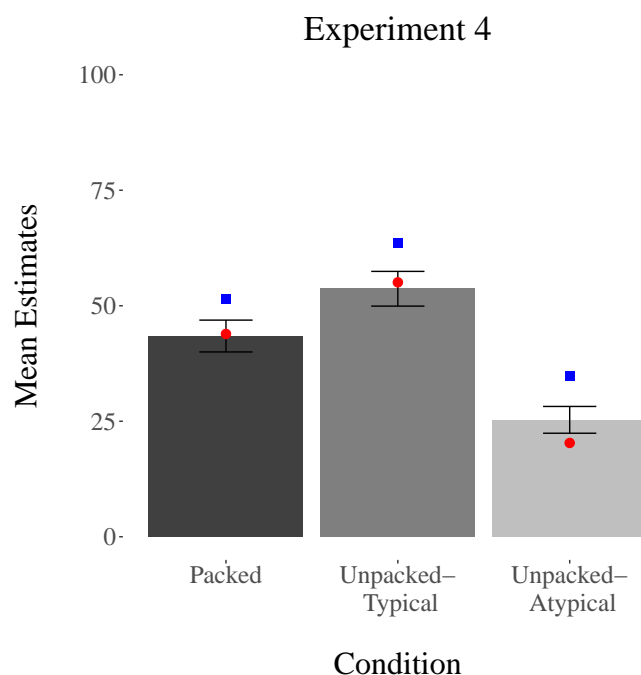 Experiment 4
Mean Estimates
100
75
50
25
0
Packed
Unpacked−
Typical
Unpacked−
Atypical
Condition